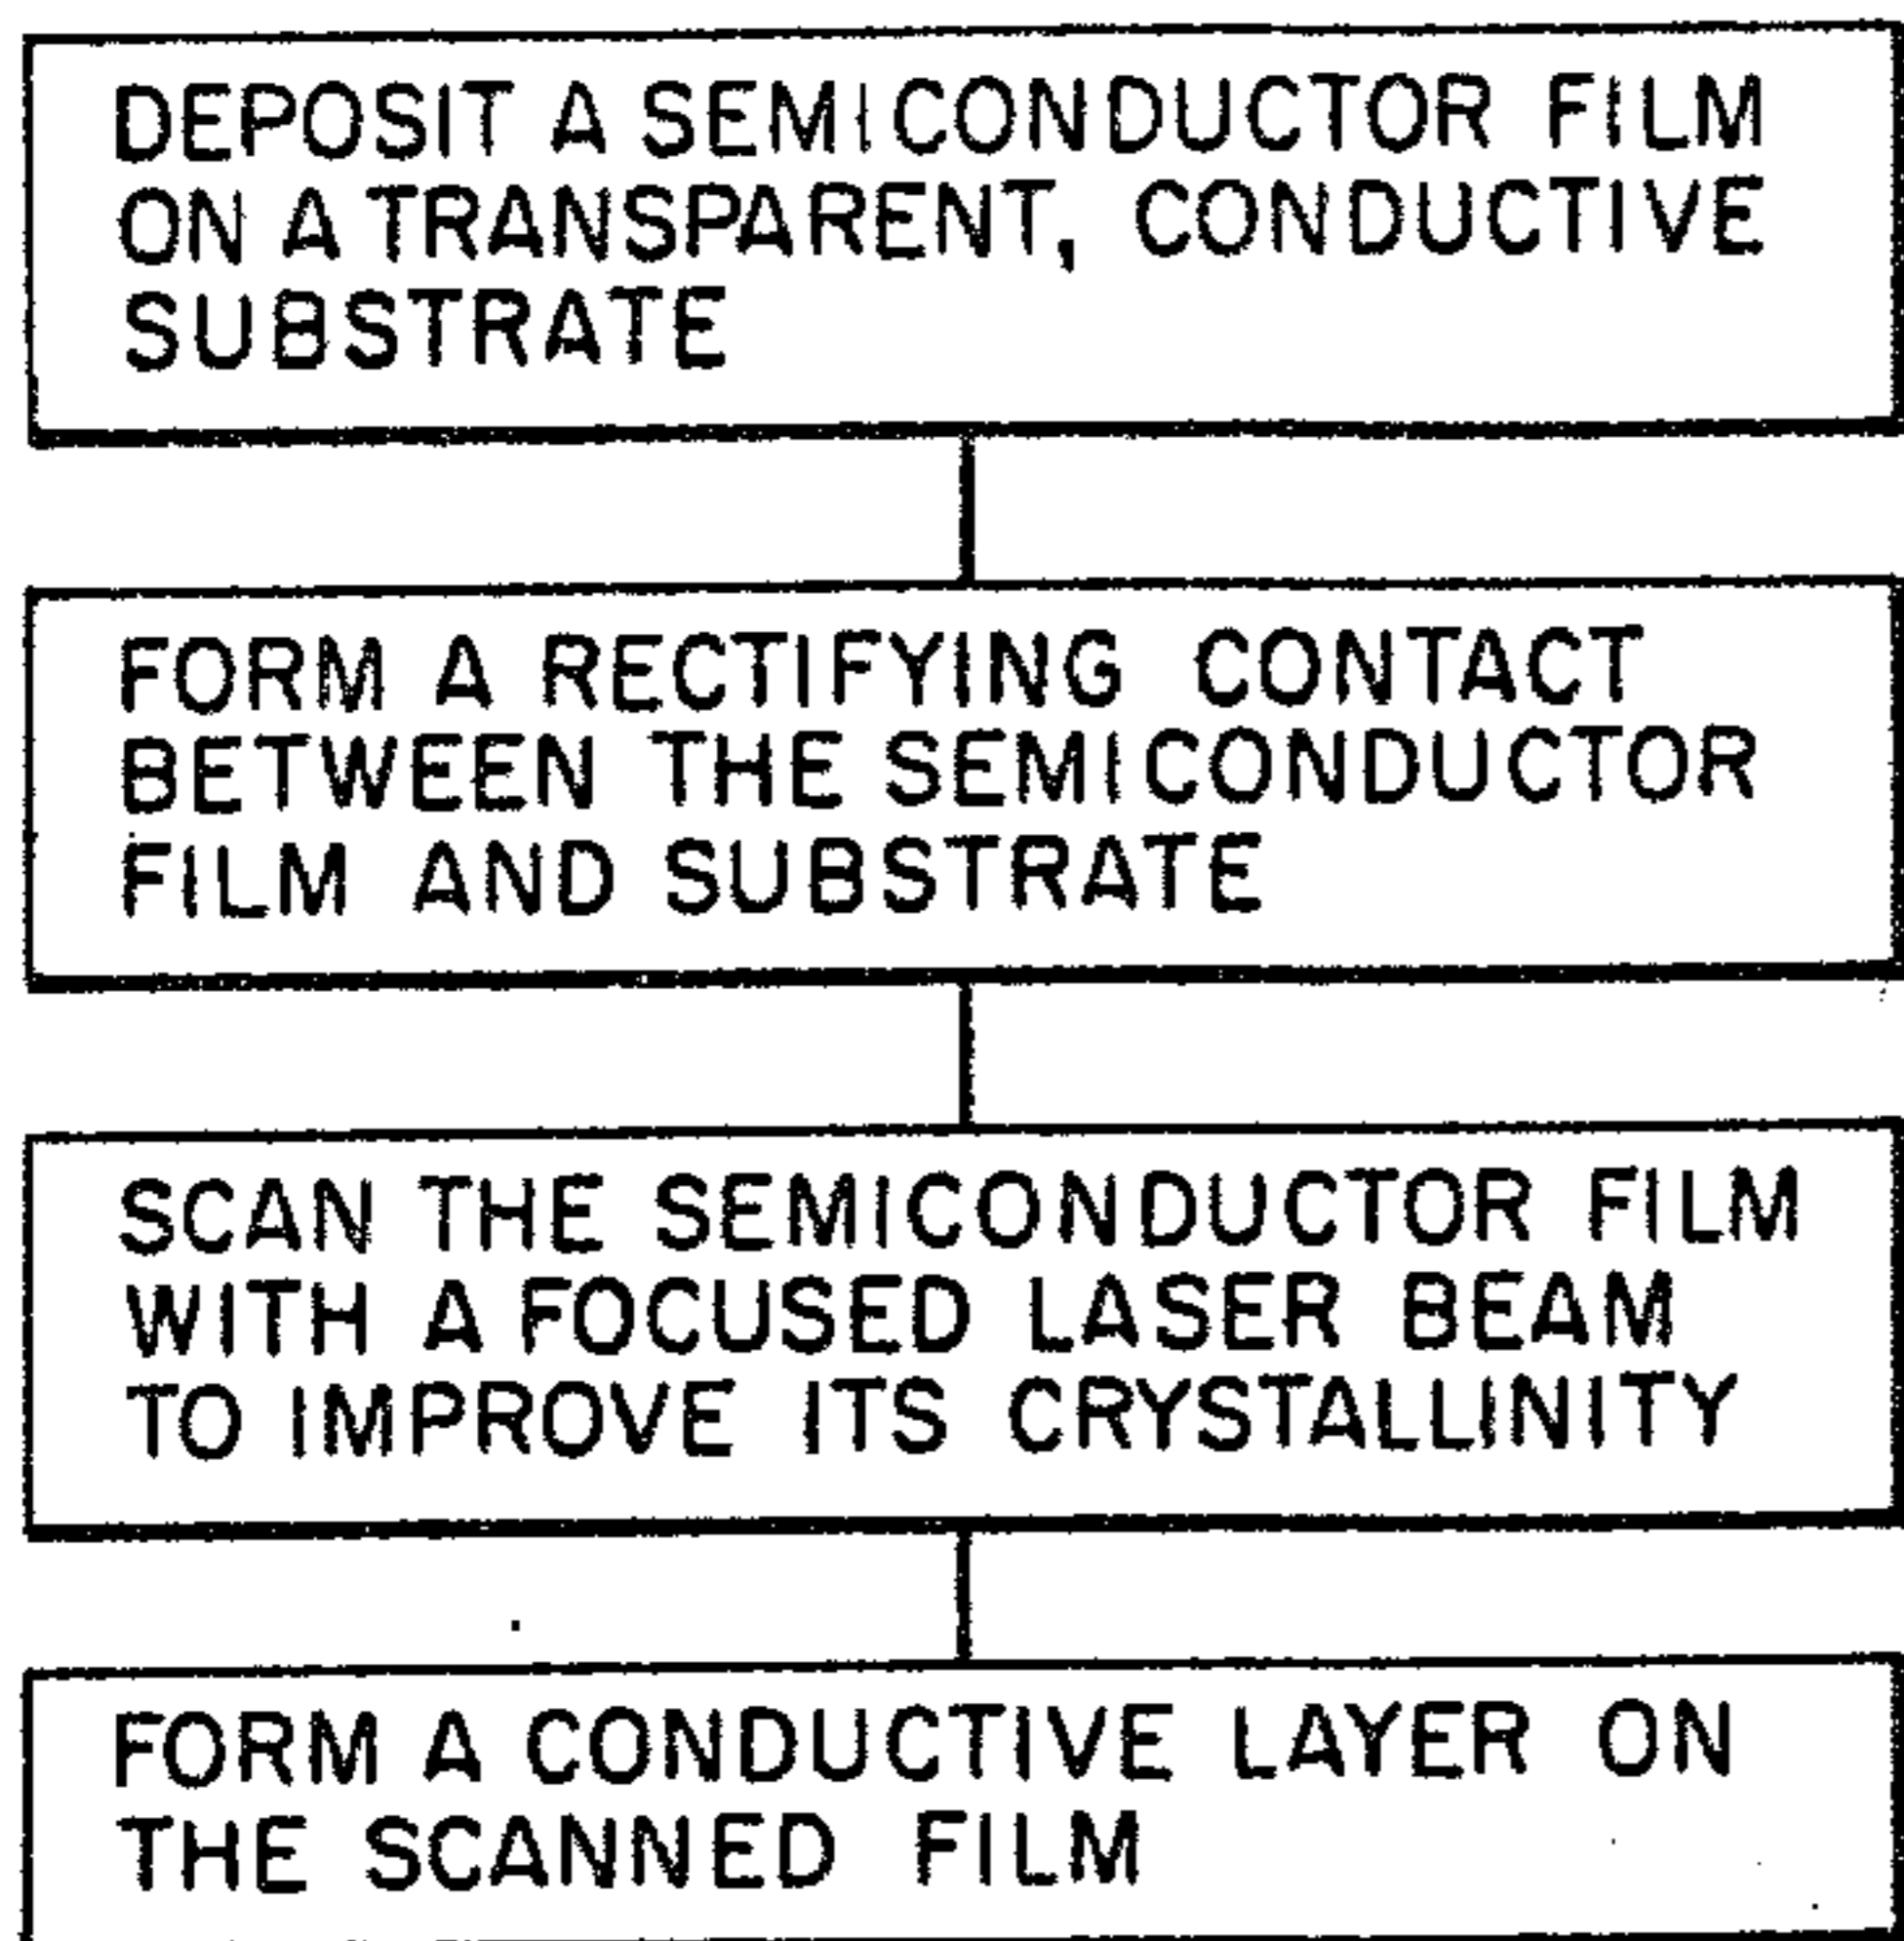 DEPOSIT A SEMICONDUCTOR FILM
ON A TRANSPARENT, CONDUCTIVE
SUBSTRATE
FORM A RECTIFYING CONTACT
BETWEEN THE SEMICONDUCTOR
FILM AND SUBSTRATE
SCAN THE SEMICONDUCTOR FILM
WITH A FOCUSED LASER BEAM
TO IMPROVE ITS CRYSTALLINITY
FORM A CONDUCTIVE LAYER ON
THE SCANNED FILM